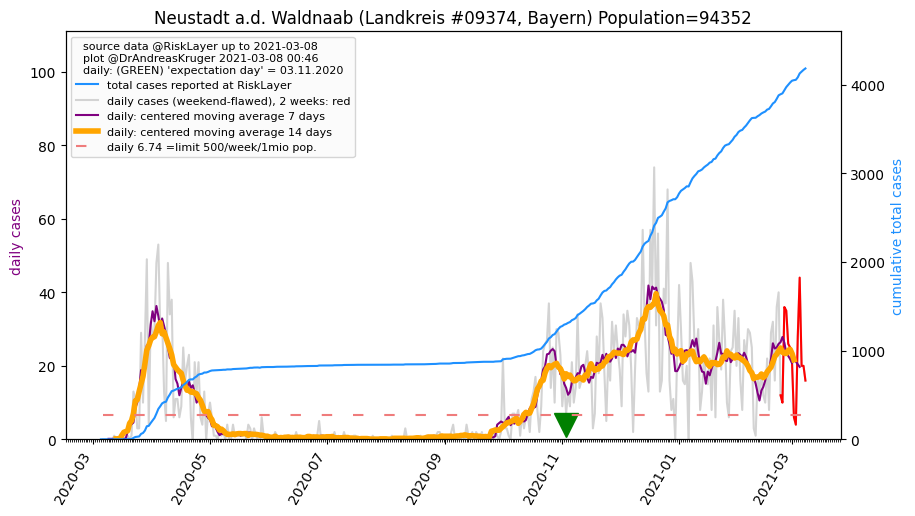 Neustadt a.d. Waldnaab (Landkreis #09374, Bayern) Population=94352
source data @RiskLayer up to 2021-03-08
plot @DrAndreasKruger 2021-03-08 00:46
daily: (GREEN) 'expectation day' = 03.11.2020
total cases reported at RiskLayer
daily cases (weekend-flawed), 2 weeks: red
daily: centered moving average 7 days
daily: centered moving average 14 days
daily 6.74 =limit 500/week/1mio pop.
daily cases
100
80
60
40
20
0
cumulative total cases
4000
3000
2000
1000
0
2020-03
2020-05
2020-07
2020-09
2020-11
2021-01
2021-03